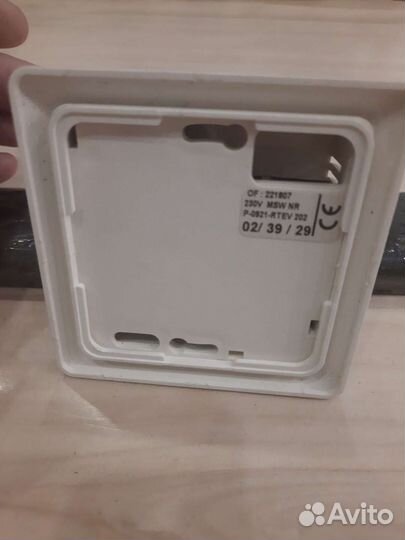 OF : 221807
230V MSW NR
P-0821-RTEV 202
02/ 39 / 29
CE
Avito